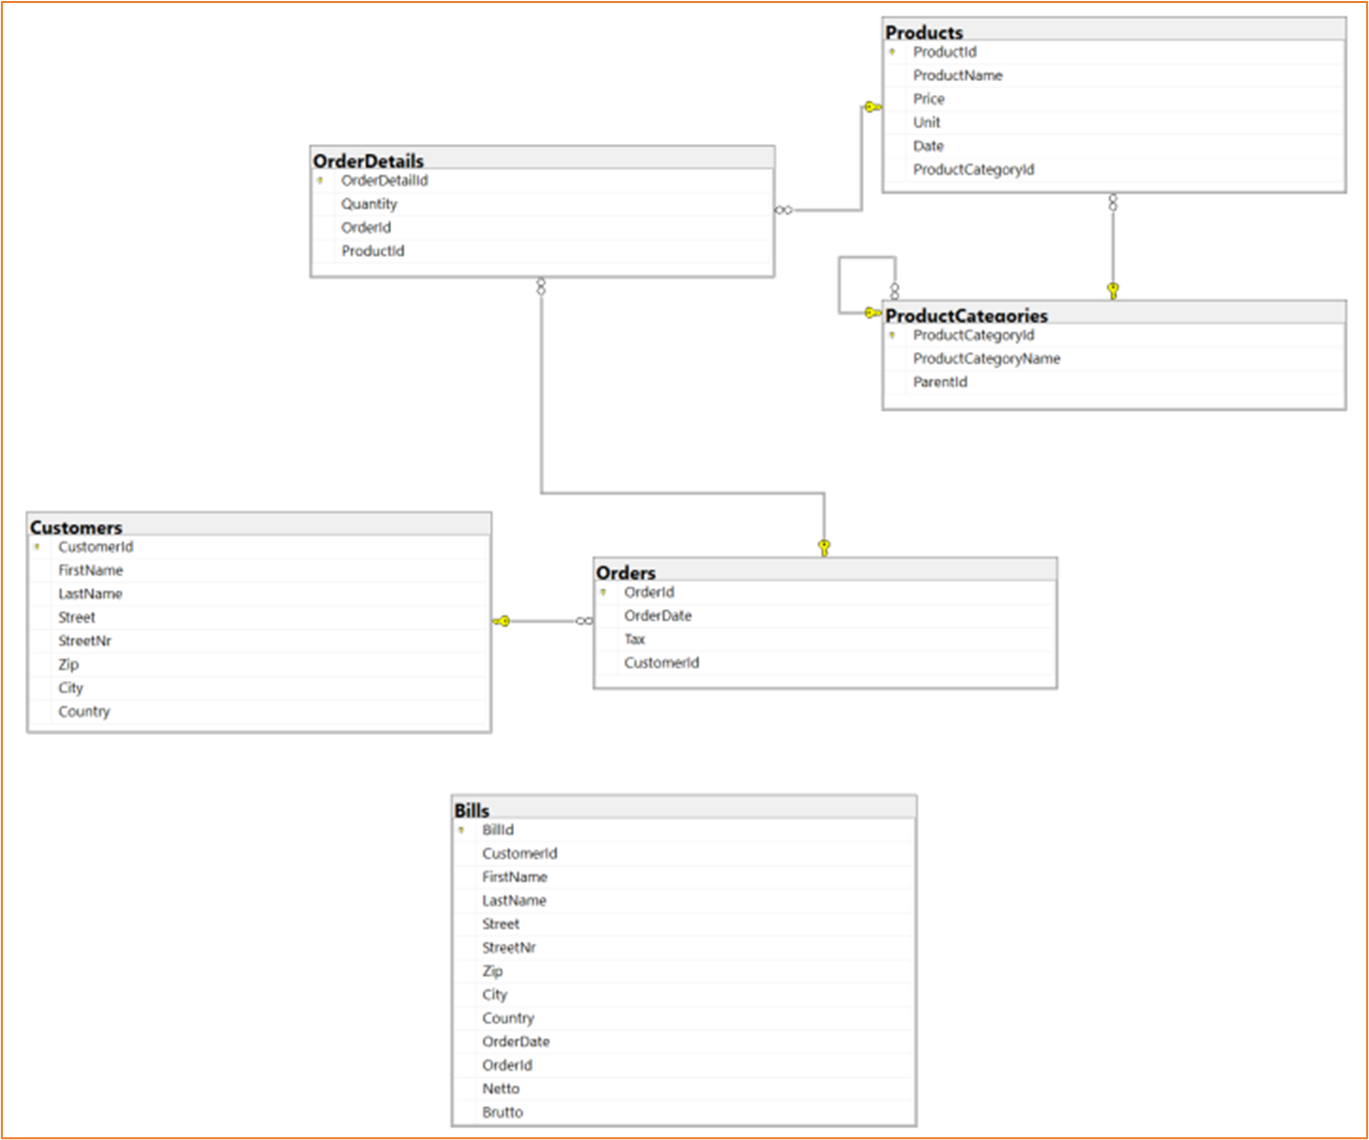 Products
ProductId
ProductName
Price
Unit
Date
ProductCategoryId
OrderDetails
OrderDetailId
Quantity
OrderId
ProductId
ProductCategories
ProductCategoryId
ProductCategoryName
ParentId
Customers
CustomerId
FirstName
LastName
Street
StreetNr
Zip
City
Country
Orders
OrderId
OrderDate
Tax
CustomerId
Bills
BillId
CustomerId
FirstName
LastName
Street
StreetNr
Zip
City
Country
OrderDate
OrderId
Netto
Brutto